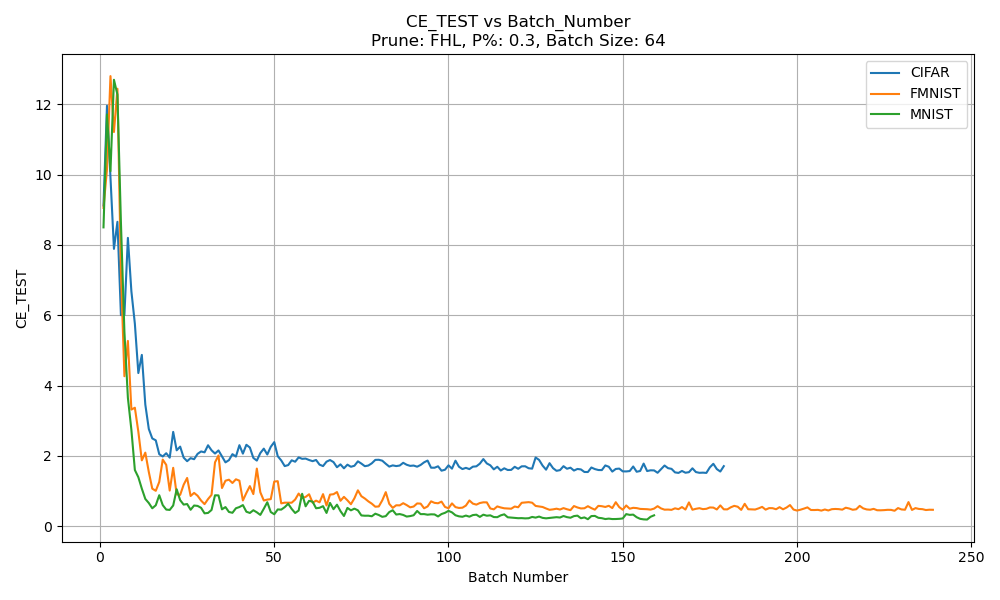 CE_TEST vs Batch_Number
Prune: FHL, P%: 0.3, Batch Size: 64
CIFAR
FMNIST
MNIST
CE_TEST
12
10
8
6
4
2
0
0 50 100 150 200 250
Batch Number